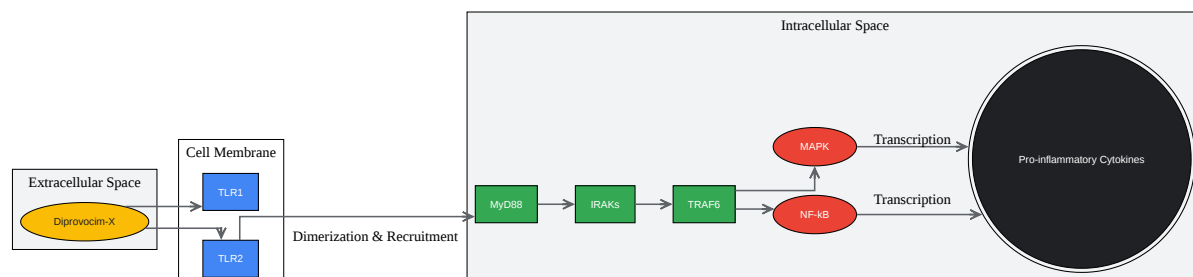 Intracellular Space
Cell Membrane
Extracellular Space
Diprovocim-X
TLR1
TLR2
Dimerization & Recruitment
MyD88
IRAKs
TRAF6
MAPK
NF-kB
Transcription
Transcription
Pro-inflammatory Cytokines